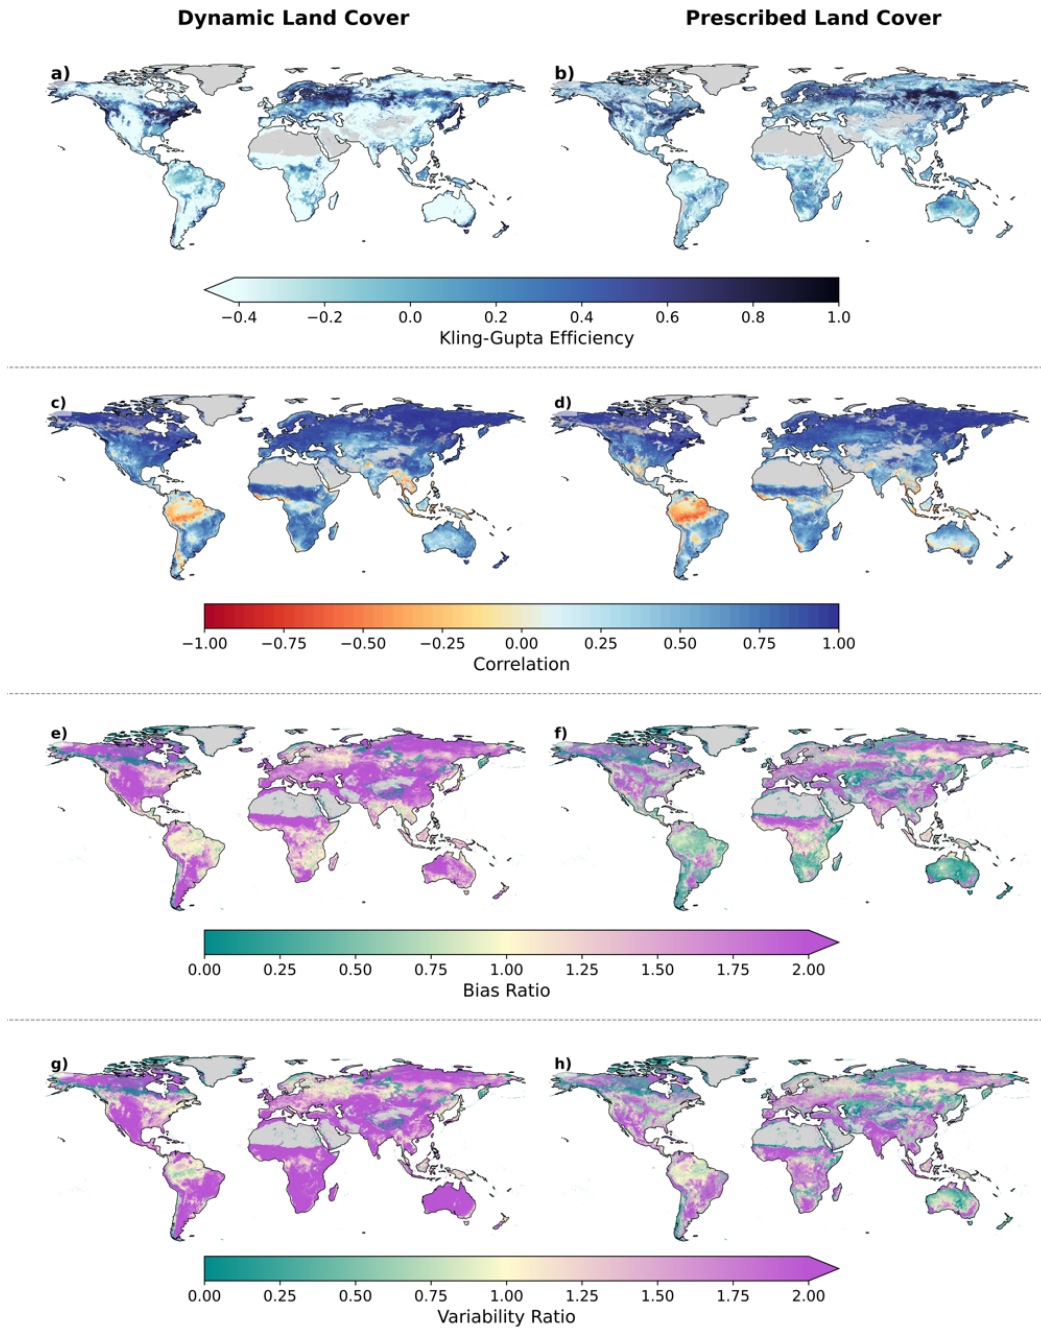 Dynamic Land Cover Prescribed Land Cover
a) b)
−0.4 −0.2 0.0 0.2 0.4 0.6 0.8 1.0
Kling-Gupta Efficiency
c) d)
−1.00 −0.75 −0.50 −0.25 0.00 0.25 0.50 0.75 1.00
Correlation
e) f)
0.00 0.25 0.50 0.75 1.00 1.25 1.50 1.75 2.00
Bias Ratio
g) h)
0.00 0.25 0.50 0.75 1.00 1.25 1.50 1.75 2.00
Variability Ratio